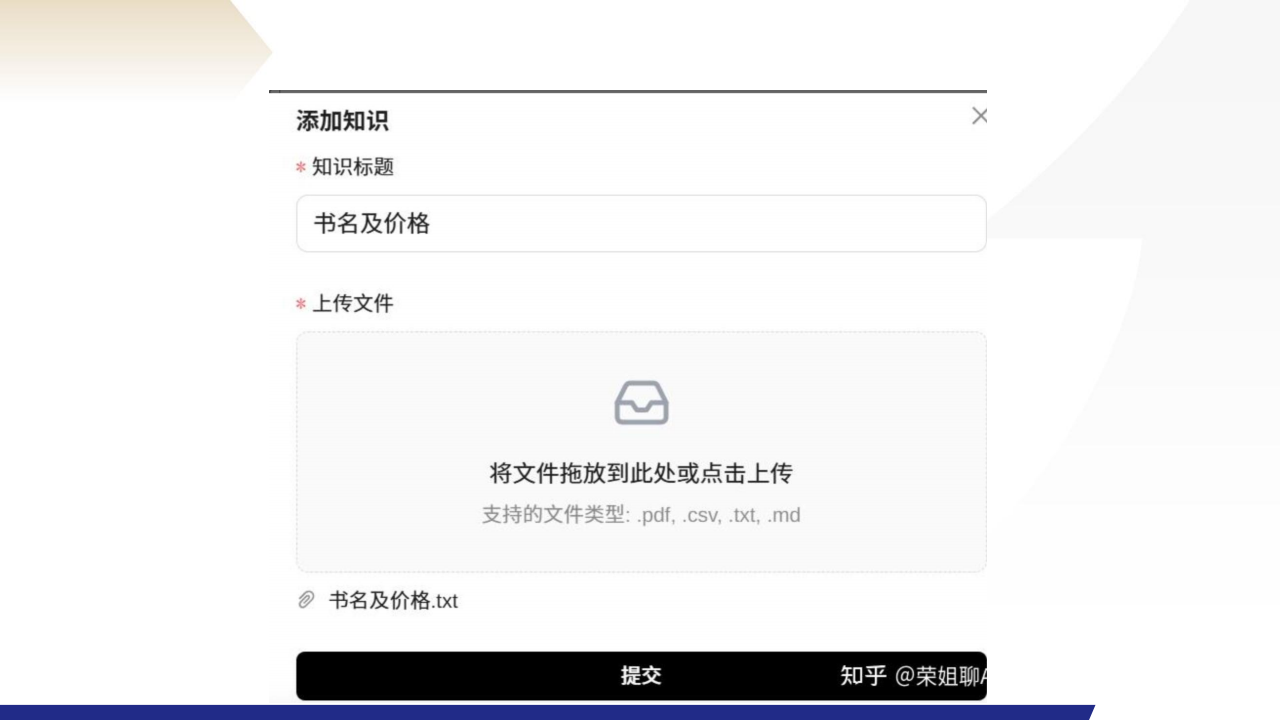 添加知识
* 知识标题
书名及价格
* 上传文件
将文件拖放到此处或点击上传
支持的文件类型: .pdf, .csv, .txt, .md
书名及价格.txt
提交
知乎 @荣姐聊A